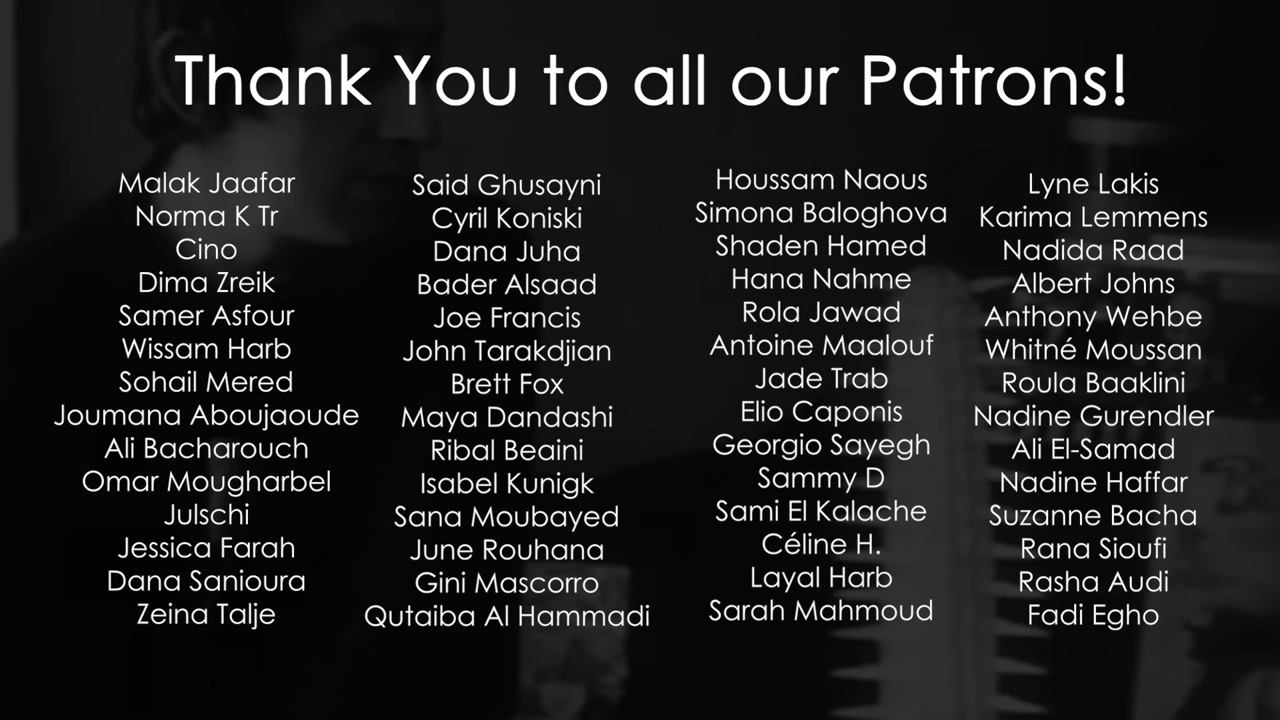 Thank You to all our Patrons!
Malak Jaafar
Norma K Tr
Cino
Dima Zreik
Samer Asfour
Wissam Harb
Sohail Mered
Joumana Aboujaoude
Ali Bacharouch
Omar Mougharbel
Julschi
Jessica Farah
Dana Sanioura
Zeina Talje
Said Ghusayni
Cyril Koniski
Dana Juha
Bader Alsaad
Joe Francis
John Tarakdjian
Brett Fox
Maya Dandashi
Ribal Beaini
Isabel Kunigk
Sana Moubayed
June Rouhana
Gini Mascorro
Qutaiba Al Hammadi
Houssam Naous
Simona Baloghova
Shaden Hamed
Hana Nahme
Rola Jawad
Antoine Maalouf
Jade Trab
Elio Caponis
Georgio Sayegh
Sammy D
Sami El Kalache
Céline H.
Layal Harb
Sarah Mahmoud
Lyne Lakis
Karima Lemmens
Nadida Raad
Albert Johns
Anthony Wehbe
Whitné Moussan
Roula Baaklini
Nadine Gurendler
Ali El-Samad
Nadine Haffar
Suzanne Bacha
Rana Sioufi
Rasha Audi
Fadi Egho